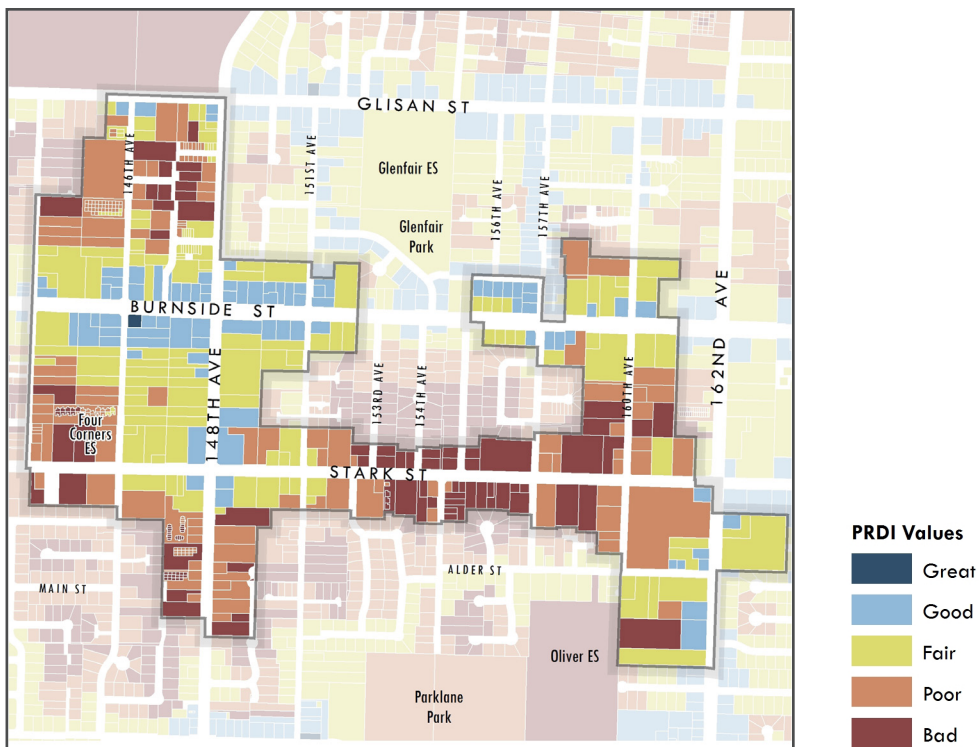 GLISAN ST
146TH AVE
151ST AVE
Glenfair ES
156TH AVE
157TH AVE
Glenfair
Park
BURNSIDE ST
162ND AVE
148TH AVE
153RD AVE
154TH AVE
160TH AVE
Four
Corners
ES
STARK ST
MAIN ST
ALDER ST
Oliver ES
Parklane
Park
PRDI Values
Great
Good
Fair
Poor
Bad